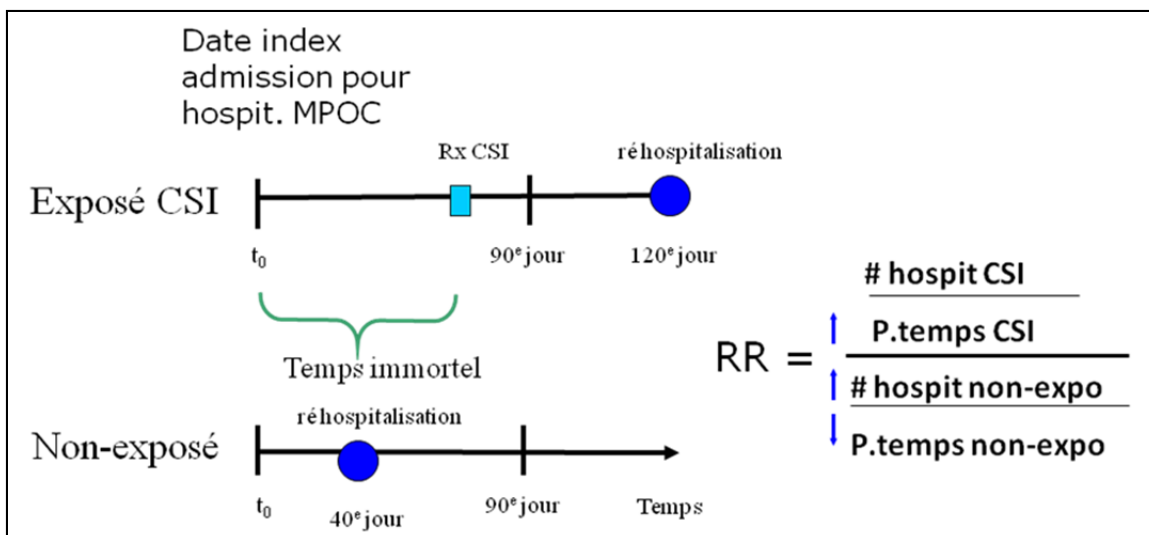 Date index
admission pour
hospit. MPOC
Rx CSI
réhospitalisation
Exposé CSI
t₀
90ᵉ jour
120ᵉ jour
Temps immortel
RR =
# hospit CSI
P.temps CSI
# hospit non-expo
P.temps non-expo
réhospitalisation
Non-exposé
t₀
40ᵉ jour
90ᵉ jour
Temps